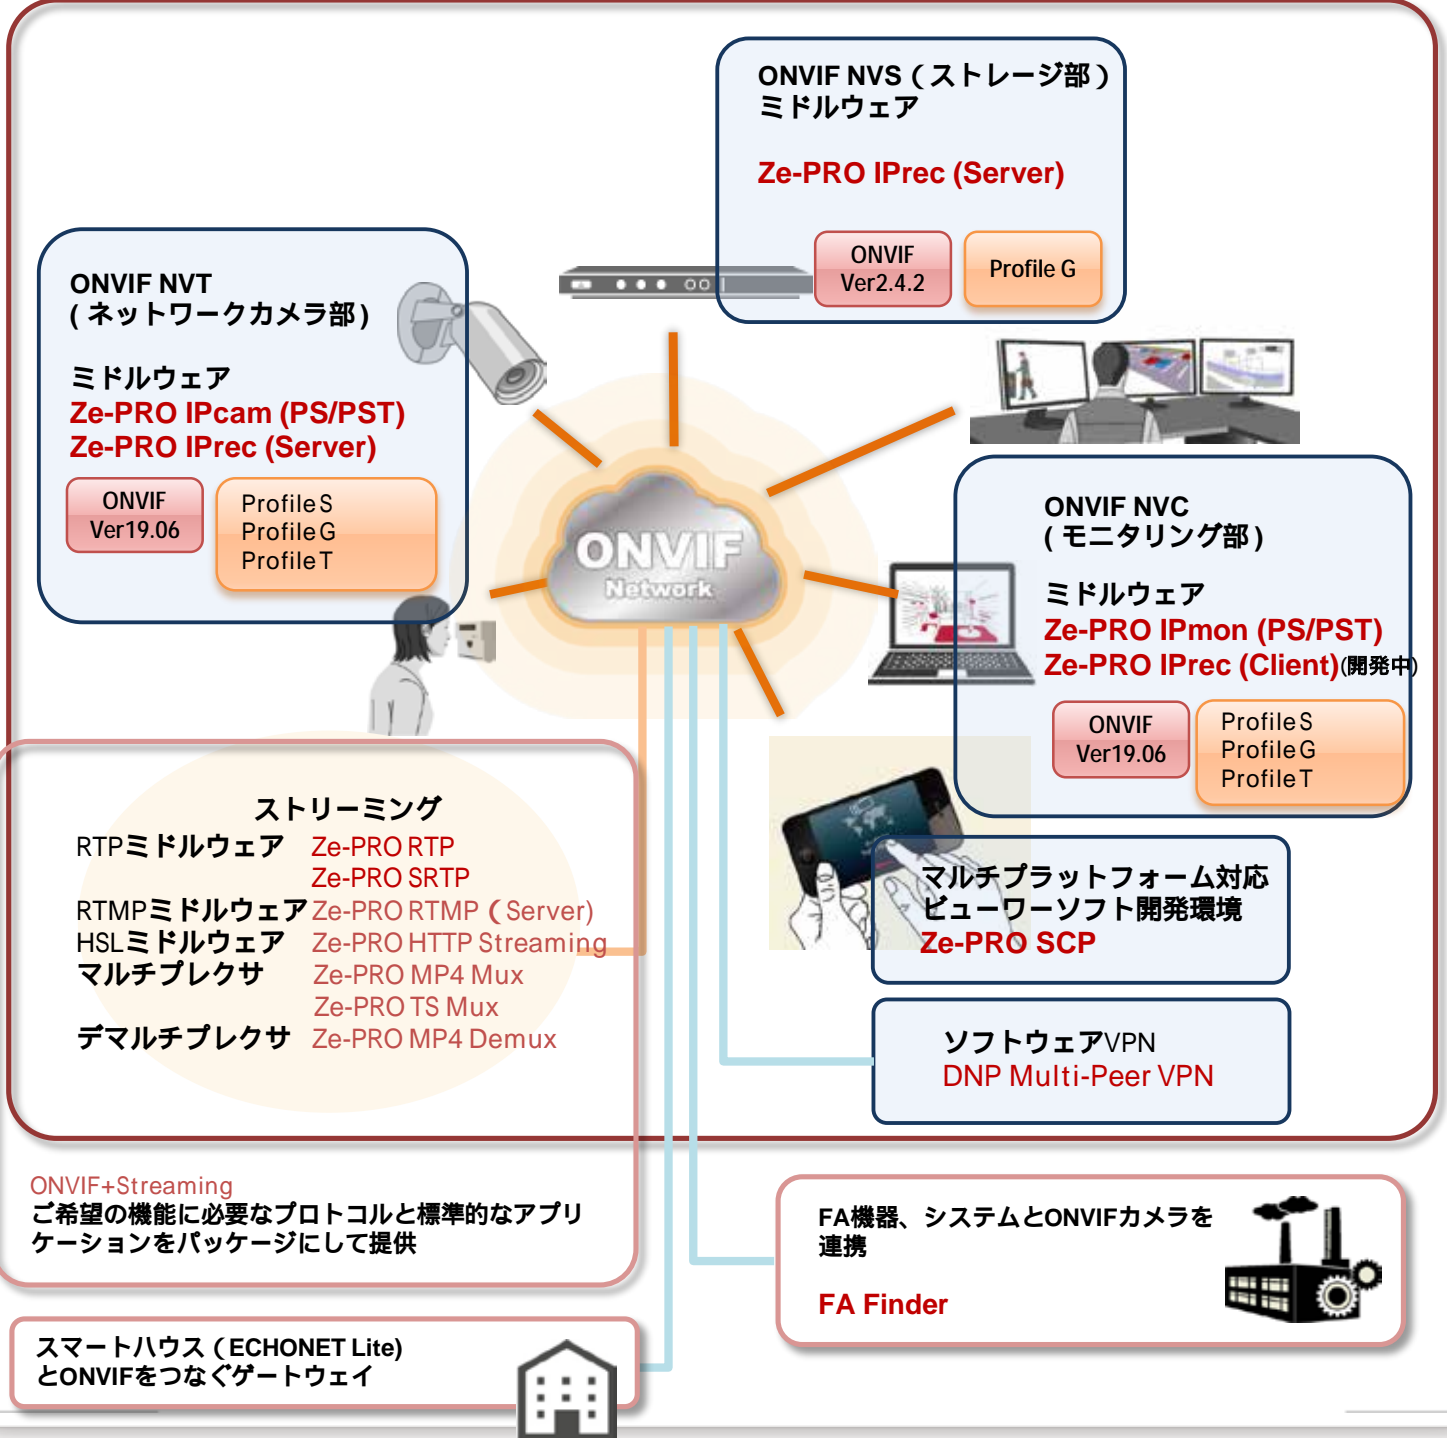 ONVIF NVS（ストレージ部）
ミドルウェア
Ze-PRO IPrec (Server)
ONVIF
Ver2.4.2
Profile G
ONVIF NVT
(ネットワークカメラ部)
ミドルウェア
Ze-PRO IPcam (PS/PST)
Ze-PRO IPrec (Server)
ONVIF
Ver19.06
Profile S
Profile G
Profile T
ONVIF
Network
ONVIF NVC
(モニタリング部)
ミドルウェア
Ze-PRO IPmon (PS/PST)
Ze-PRO IPrec (Client)(開発中)
ONVIF
Ver19.06
Profile S
Profile G
Profile T
ストリーミング
RTPミドルウェア Ze-PRO RTP
Ze-PRO SRTP
RTMPミドルウェア Ze-PRO RTMP（Server)
HSLミドルウェア Ze-PRO HTTP Streaming
マルチプレクサ Ze-PRO MP4 Mux
Ze-PRO TS Mux
デマルチプレクサ Ze-PRO MP4 Demux
マルチプラットフォーム対応
ビューワーソフト開発環境
Ze-PRO SCP
ソフトウェアVPN
DNP Multi-Peer VPN
ONVIF+Streaming
ご希望の機能に必要なプロトコルと標準的なアプリ
ケーションをパッケージにして提供
FA機器、システムとONVIFカメラを
連携
FA Finder
スマートハウス（ECHONET Lite)
とONVIFをつなぐゲートウェイ